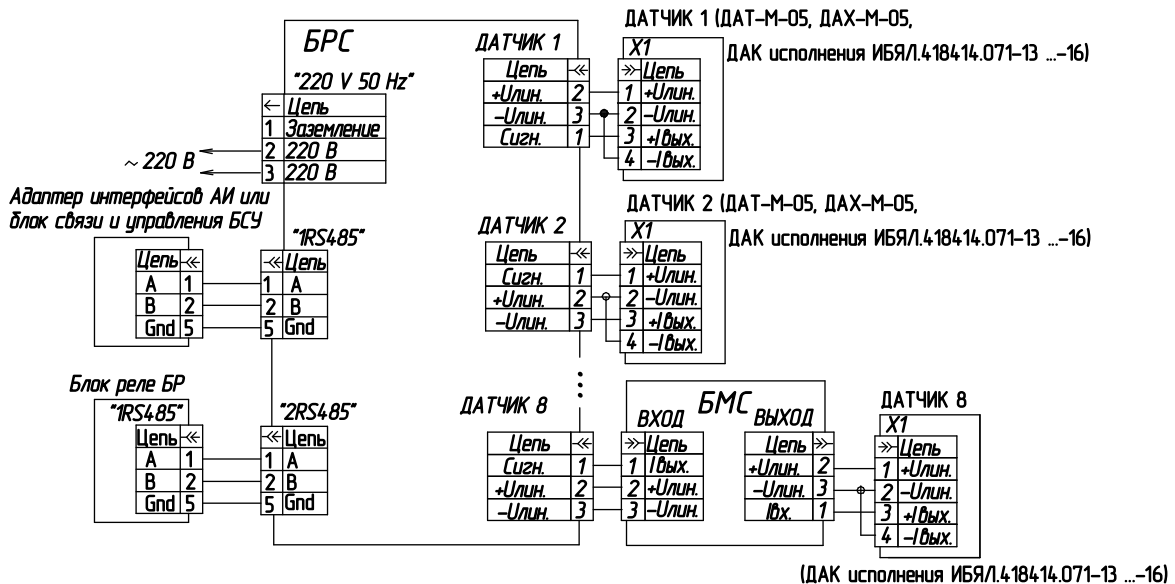 БРС
"220 V 50 Hz"
← Цепь
1 Заземление
2 220 В
3 220 В
~ 220 В
Адаптер интерфейсов АИ или
блок связи и управления БСУ
Цепь
A 1
B 2
Gnd 5
"1RS485"
Цепь
1 A
2 B
5 Gnd
Блок реле БР
"1RS485"
Цепь
A 1
B 2
Gnd 5
"2RS485"
Цепь
1 A
2 B
5 Gnd
ДАТЧИК 1
Цепь
+Uлин. 2
–Uлин. 3
Сигн. 1
ДАТЧИК 1 (ДАТ–М–05, ДАХ–М–05,
ДАК исполнения ИБЯЛ.418414.071–13 ...–16)
X1
Цепь
1 +Uлин.
2 –Uлин.
3 +Iвых.
4 –Iвых.
ДАТЧИК 2
Цепь
Сигн. 1
+Uлин. 2
–Uлин. 3
ДАТЧИК 2 (ДАТ–М–05, ДАХ–М–05,
ДАК исполнения ИБЯЛ.418414.071–13 ...–16)
X1
Цепь
1 +Uлин.
2 –Uлин.
3 +Iвых.
4 –Iвых.
ДАТЧИК 8
Цепь
Сигн. 1
+Uлин. 2
–Uлин. 3
БМС
ВХОД
Цепь
1 Iвых.
2 +Uлин.
3 –Uлин.
ВЫХОД
Цепь
+Uлин. 2
–Uлин. 3
Iвх. 1
ДАТЧИК 8
X1
Цепь
1 +Uлин.
2 –Uлин.
3 +Iвых.
4 –Iвых.
(ДАК исполнения ИБЯЛ.418414.071–13 ...–16)